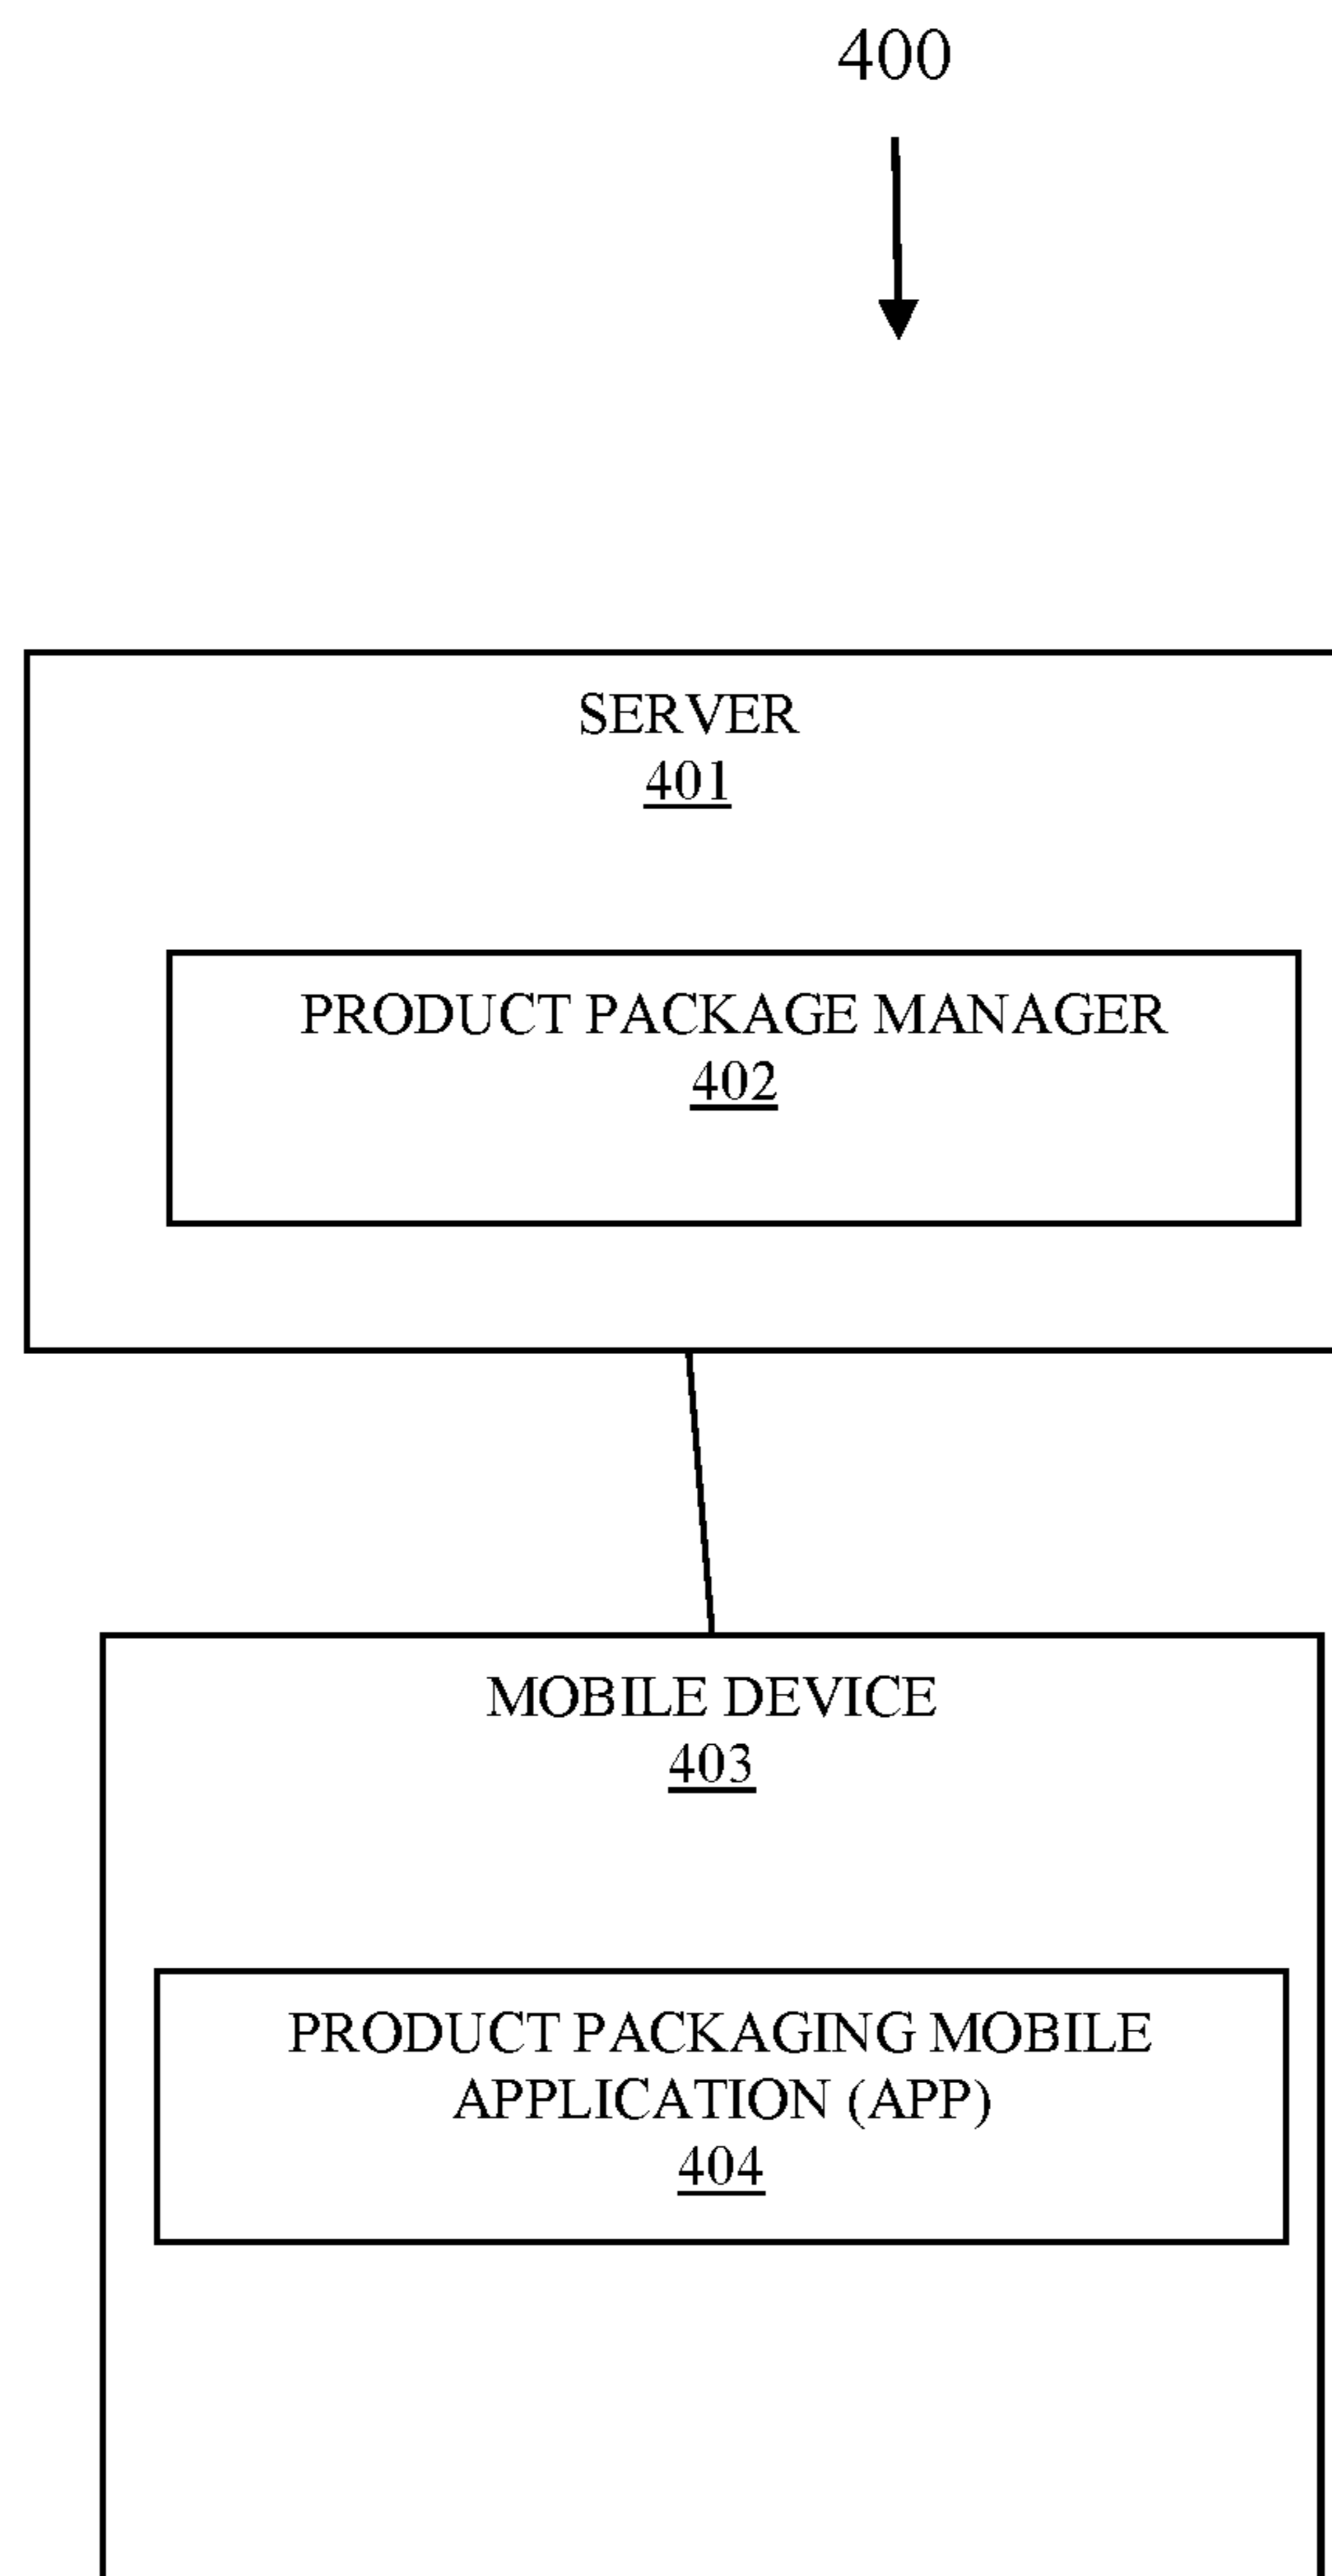 400
SERVER
401
PRODUCT PACKAGE MANAGER
402
MOBILE DEVICE
403
PRODUCT PACKAGING MOBILE
APPLICATION (APP)
404